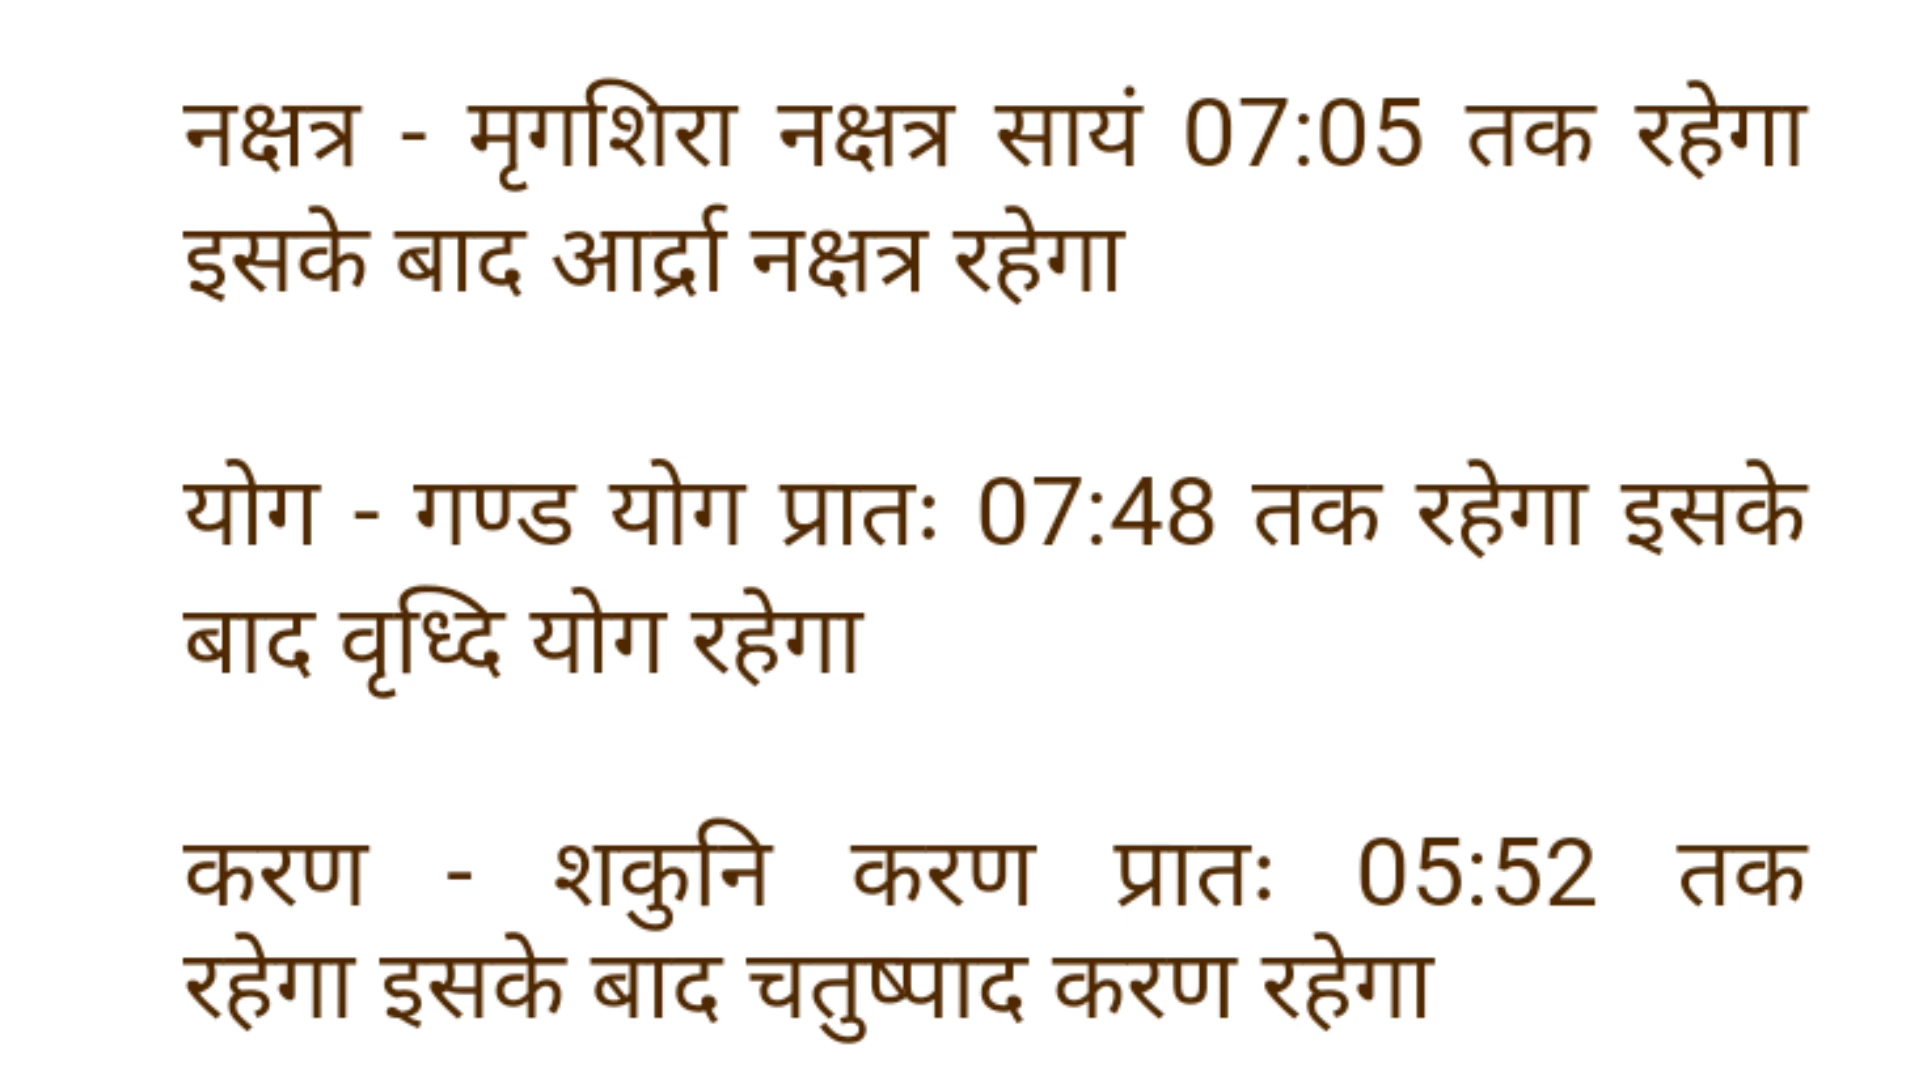 नक्षत्र - मृगशिरा नक्षत्र सायं 07:05 तक रहेगा
इसके बाद आर्द्रा नक्षत्र रहेगा
योग - गण्ड योग प्रातः 07:48 तक रहेगा इसके
बाद वृध्दि योग रहेगा
करण - शकुनि करण प्रातः 05:52 तक
रहेगा इसके बाद चतुष्पाद करण रहेगा